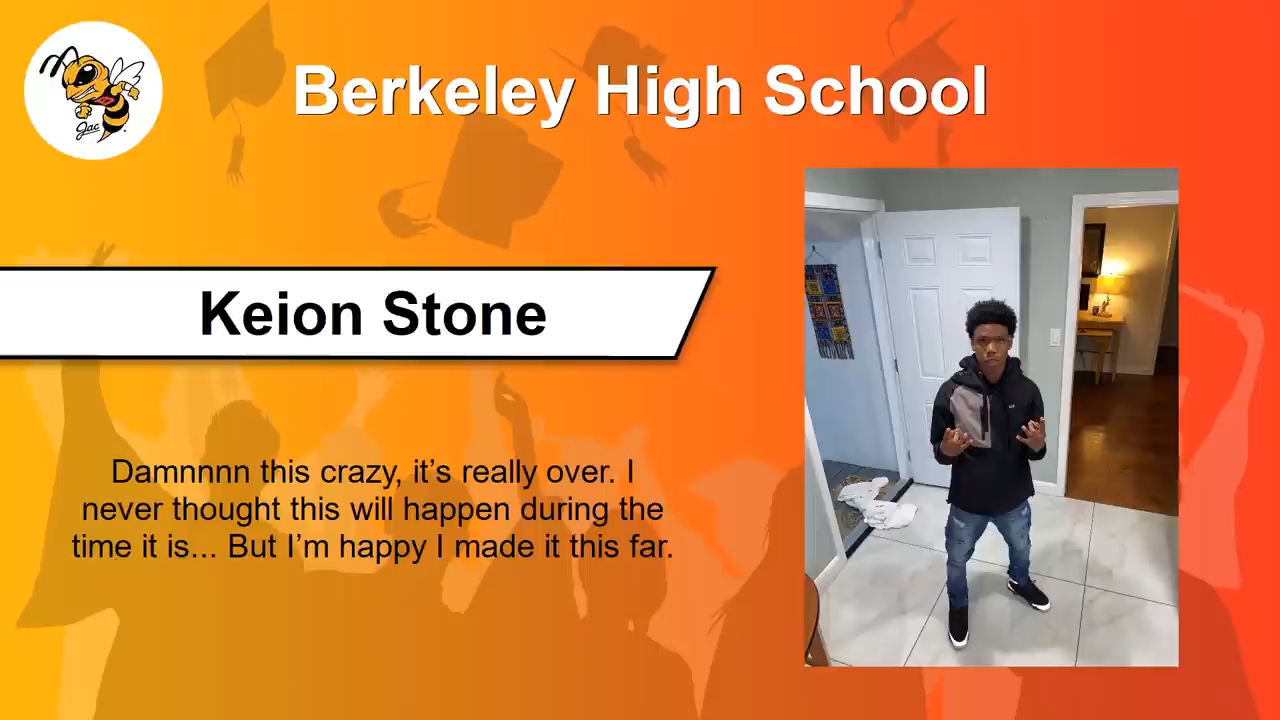 Berkeley High School
Jac
Keion Stone
Damnnnn this crazy, it’s really over. I
never thought this will happen during the
time it is... But I’m happy I made it this far.